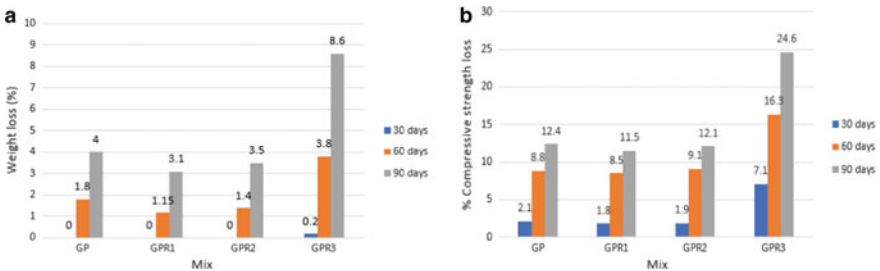 a
Weight loss (%)
10
9
8
7
6
5
4
3
2
1
0
0
1.8
4
0
1.15
3.1
0
1.4
3.5
0.2
3.8
8.6
GP
GPR1
GPR2
GPR3
Mix
30 days
60 days
90 days
b
% Compressive strength loss
30
25
20
15
10
5
0
2.1
8.8
12.4
1.8
8.5
11.5
1.9
9.1
12.1
7.1
16.3
24.6
GP
GPR1
GPR2
GPR3
Mix
30 days
60 days
90 days